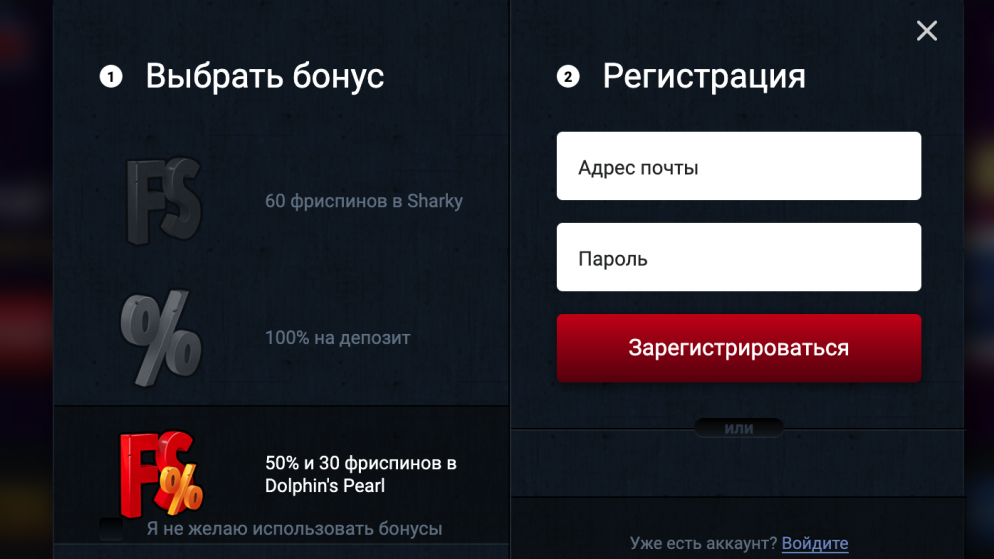 1 Выбрать бонус
FS
60 фриспинов в Sharky
%
100% на депозит
FS%
50% и 30 фриспинов в
Dolphin's Pearl
Я не желаю использовать бонусы
2 Регистрация
Адрес почты
Пароль
Зарегистрироваться
или
Уже есть аккаунт? Войдите